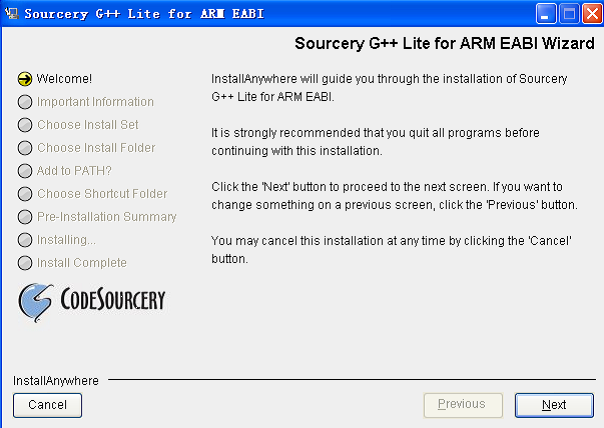 Sourcery G++ Lite for ARM EABI
Sourcery G++ Lite for ARM EABI Wizard
Welcome!
Important Information
Choose Install Set
Choose Install Folder
Add to PATH?
Choose Shortcut Folder
Pre-Installation Summary
Installing...
Install Complete
CODESOURCERY
InstallAnywhere will guide you through the installation of Sourcery
G++ Lite for ARM EABI.
It is strongly recommended that you quit all programs before
continuing with this installation.
Click the 'Next' button to proceed to the next screen. If you want to
change something on a previous screen, click the 'Previous' button.
You may cancel this installation at any time by clicking the 'Cancel'
button.
InstallAnywhere
Cancel
Previous
Next